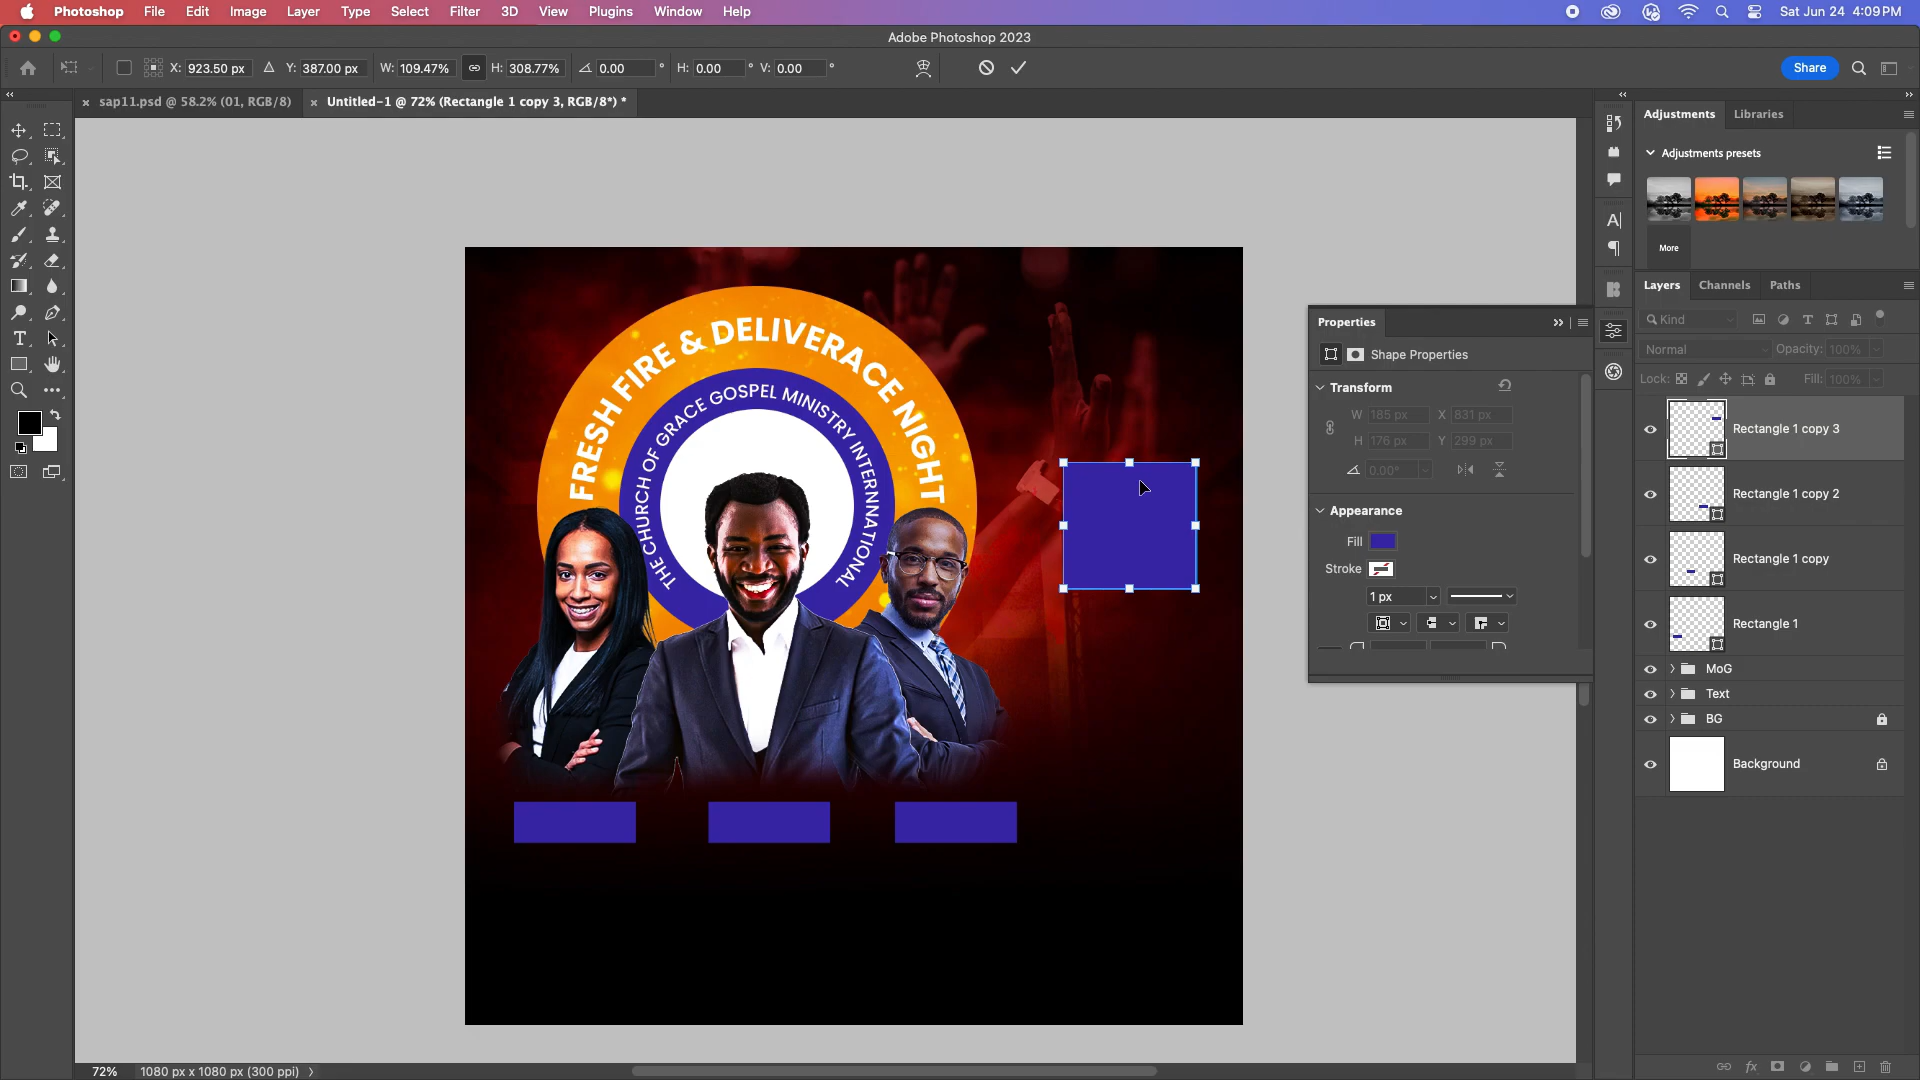 Photoshop File Edit Image Layer Type Select Filter 3D View Plugins Window Help Sat Jun 24 4:09 PM
Adobe Photoshop 2023
X: 923.50 px Y: 387.00 px W: 109.47% H: 308.77% 0.00 ° H: 0.00 ° V: 0.00 ° Share
sap11.psd @ 58.2% (01, RGB/8) Untitled-1 @ 72% (Rectangle 1 copy 3, RGB/8*) *
Adjustments Libraries
Adjustments presets
More
Layers Channels Paths
Kind
Normal Opacity: 100%
Lock: Fill: 100%
Rectangle 1 copy 3
Rectangle 1 copy 2
Rectangle 1 copy
Rectangle 1
MoG
Text
BG
Background
Properties
Shape Properties
Transform
W 185 px X 831 px
H 176 px Y 299 px
0.00°
Appearance
Fill
Stroke
1 px
FRESH FIRE & DELIVERACE NIGHT
THE CHURCH OF GRACE GOSPEL MINISTRY INTERNNATIONAL
72% 1080 px x 1080 px (300 ppi)